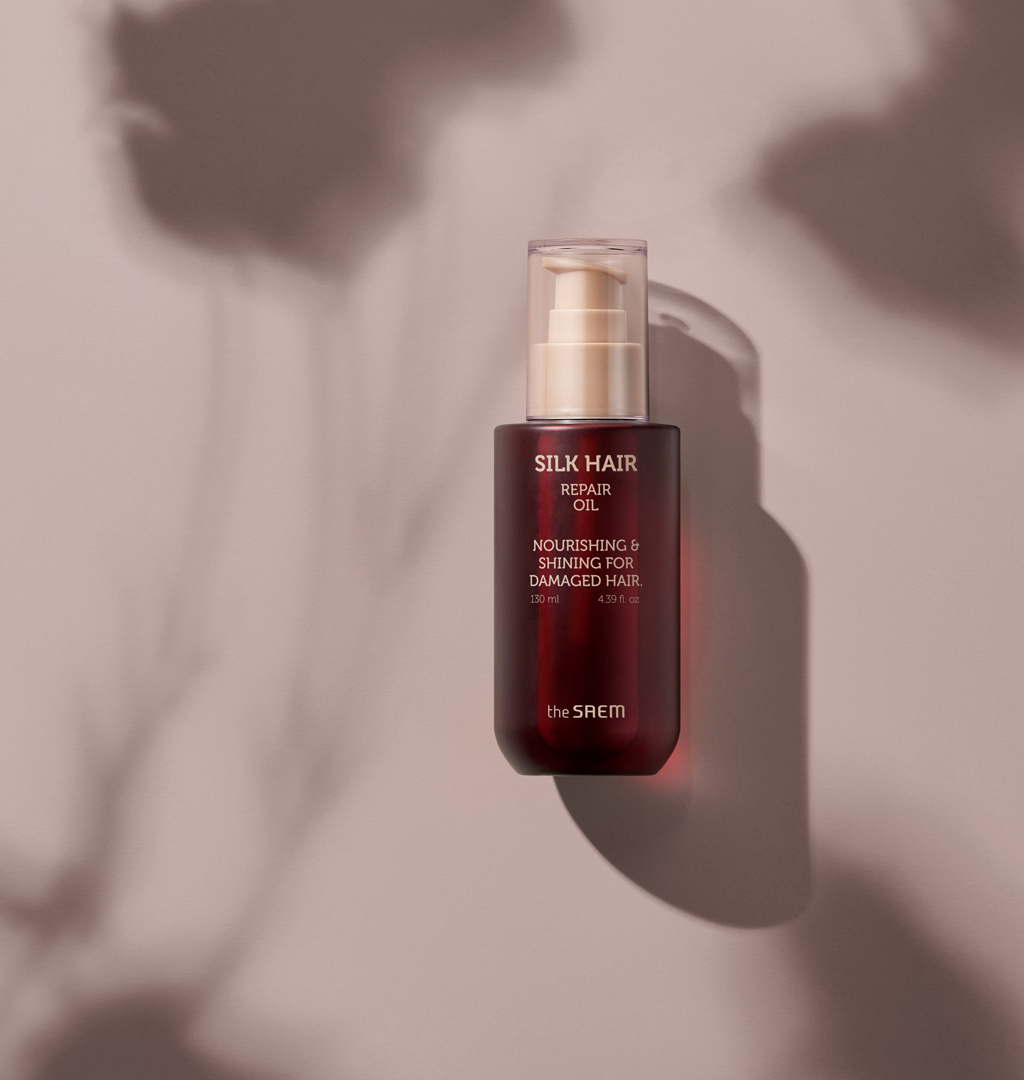 SILK HAIR
REPAIR
OIL
NOURISHING &
SHINING FOR
DAMAGED HAIR.
130 ml 4.39 fl. oz
the SAEM